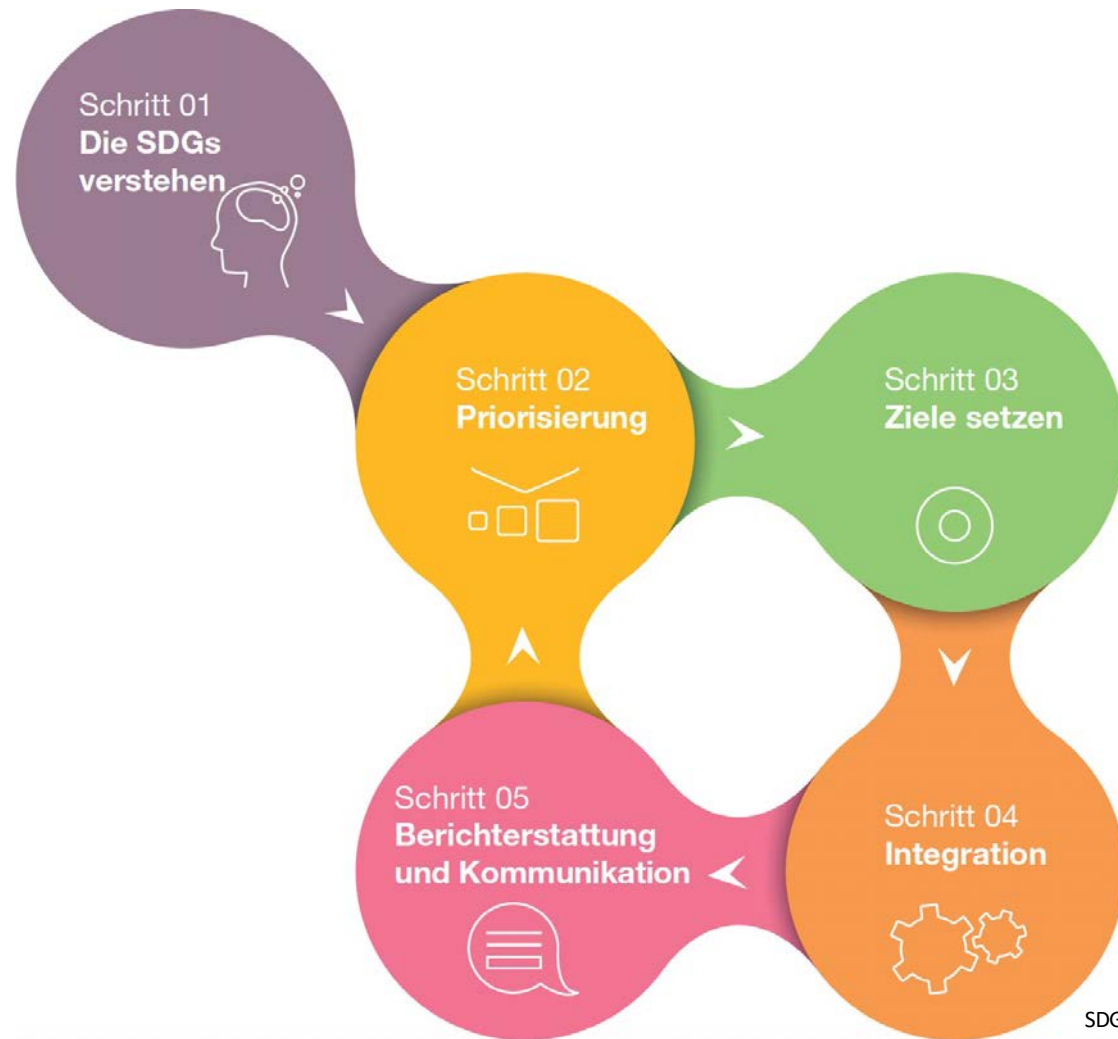 Schritt 01
Die SDGs
verstehen
Schritt 02
Priorisierung
Schritt 03
Ziele setzen
Schritt 04
Integration
Schritt 05
Berichterstattung
und Kommunikation
SDG